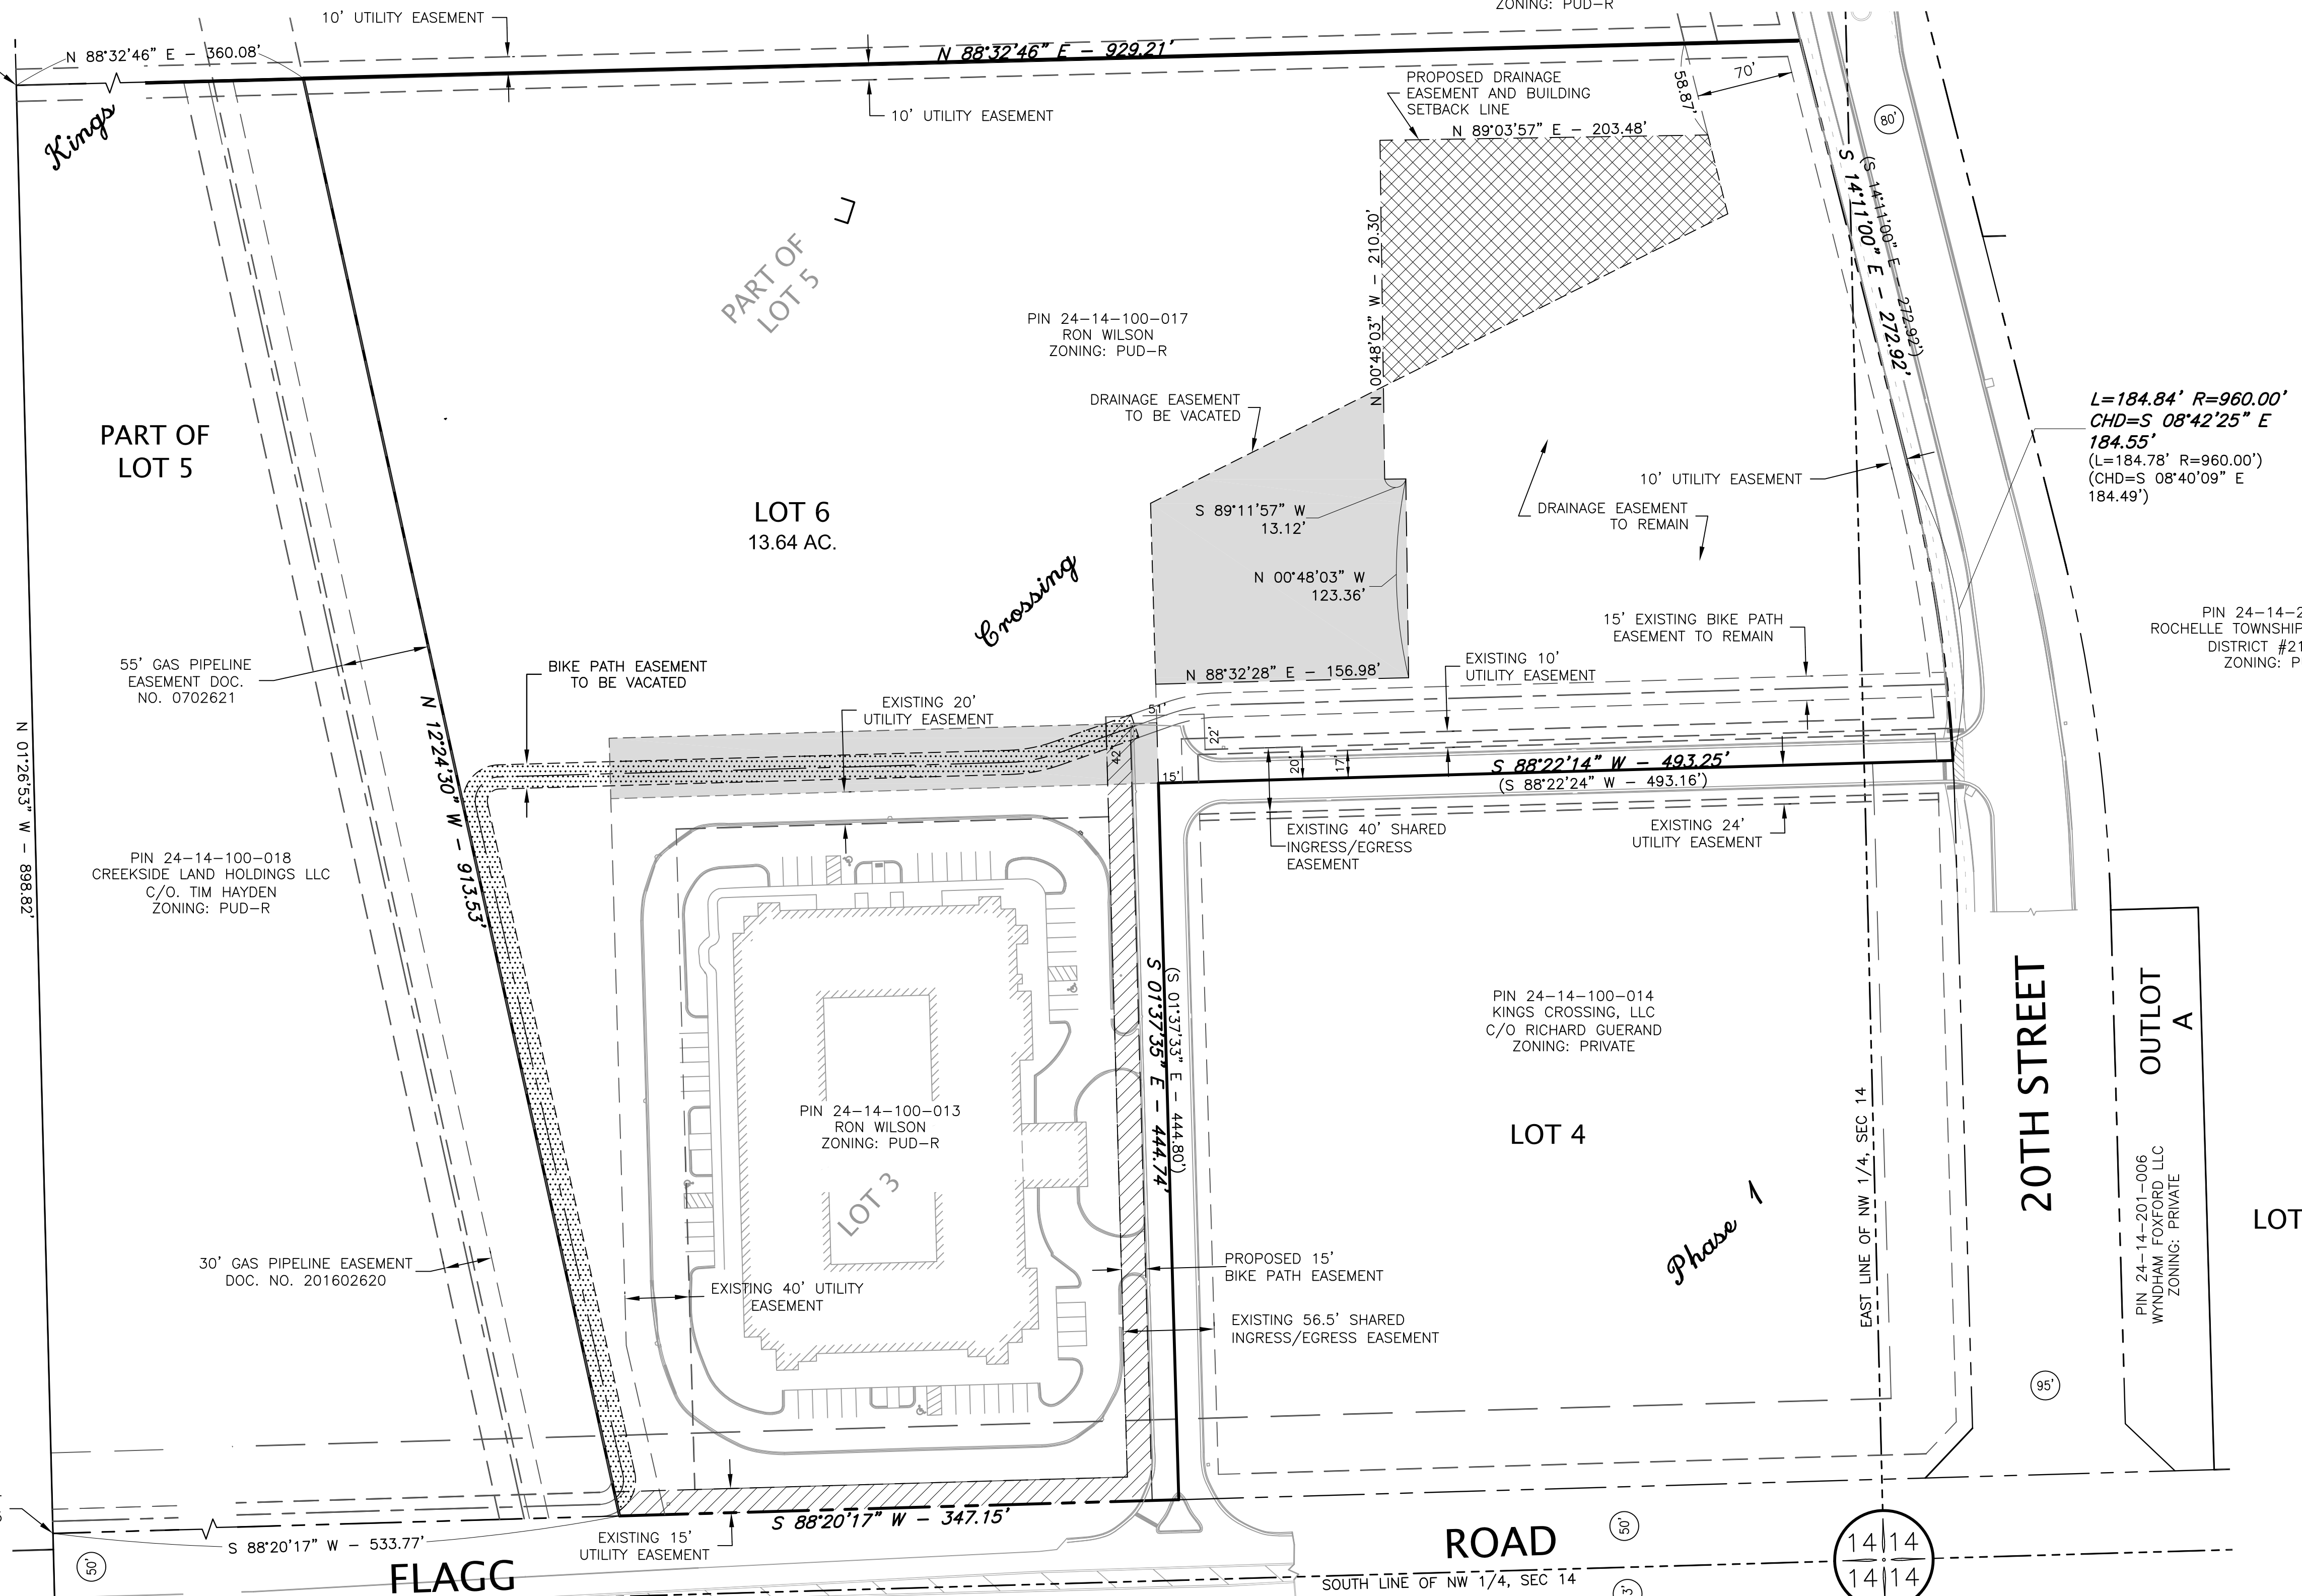 ZONING: PUD-R
10' UTILITY EASEMENT
N 88°32'46" E - 360.08'
N 88°32'46" E - 929.21'
Kings
10' UTILITY EASEMENT
PROPOSED DRAINAGE
EASEMENT AND BUILDING
SETBACK LINE
58.87'
70'
80'
N 89°03'57" E - 203.48'
S 14°11'00" E - 272.92'
(S 14°11'00" E - 272.92')
PART OF
LOT 5
N 00°48'03" W - 210.30'
PIN 24-14-100-017
RON WILSON
ZONING: PUD-R
DRAINAGE EASEMENT
TO BE VACATED
L=184.84' R=960.00'
CHD=S 08°42'25" E
184.55'
(L=184.78' R=960.00')
(CHD=S 08°40'09" E
184.49')
PART OF
LOT 5
10' UTILITY EASEMENT
LOT 6
13.64 AC.
S 89°11'57" W
13.12'
DRAINAGE EASEMENT
TO REMAIN
N 00°48'03" W
123.36'
Crossing
15' EXISTING BIKE PATH
EASEMENT TO REMAIN
PIN 24-14-2
ROCHELLE TOWNSHIP
DISTRICT #21
ZONING: P
55' GAS PIPELINE
EASEMENT DOC.
NO. 0702621
BIKE PATH EASEMENT
TO BE VACATED
N 88°32'28" E - 156.98'
EXISTING 10'
UTILITY EASEMENT
EXISTING 20'
UTILITY EASEMENT
51'
22'
42'
15'
20'
17'
N 01°26'53" W - 898.82'
N 12°24'30" W - 913.53'
S 88°22'14" W - 493.25'
(S 88°22'24" W - 493.16')
EXISTING 40' SHARED
INGRESS/EGRESS
EASEMENT
EXISTING 24'
UTILITY EASEMENT
PIN 24-14-100-018
CREEKSIDE LAND HOLDINGS LLC
C/O. TIM HAYDEN
ZONING: PUD-R
S 01°37'35" E - 444.74'
(S 01°37'33" E - 444.80')
PIN 24-14-100-014
KINGS CROSSING, LLC
C/O RICHARD GUERAND
ZONING: PRIVATE
20TH STREET
OUTLOT
A
PIN 24-14-100-013
RON WILSON
ZONING: PUD-R
LOT 4
EAST LINE OF NW 1/4, SEC 14
LOT 3
PIN 24-14-201-006
WYNDHAM FOXFORD LLC
ZONING: PRIVATE
LOT
Phase 1
30' GAS PIPELINE EASEMENT
DOC. NO. 201602620
EXISTING 40' UTILITY
EASEMENT
PROPOSED 15'
BIKE PATH EASEMENT
EXISTING 56.5' SHARED
INGRESS/EGRESS EASEMENT
95'
S 88°20'17" W - 347.15'
S 88°20'17" W - 533.77'
EXISTING 15'
UTILITY EASEMENT
50'
FLAGG
ROAD
50'
SOUTH LINE OF NW 1/4, SEC 14
14 14
14 14